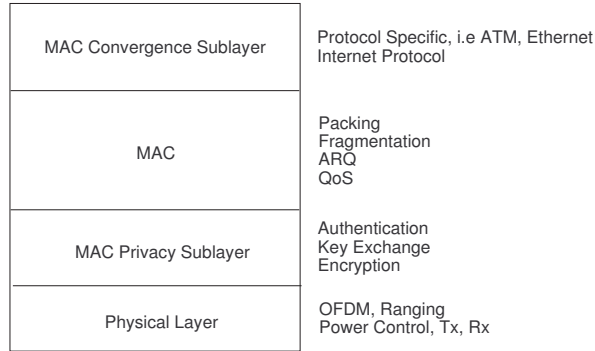 MAC Convergence Sublayer
Protocol Specific, i.e ATM, Ethernet
Internet Protocol
MAC
Packing
Fragmentation
ARQ
QoS
MAC Privacy Sublayer
Authentication
Key Exchange
Encryption
Physical Layer
OFDM, Ranging
Power Control, Tx, Rx